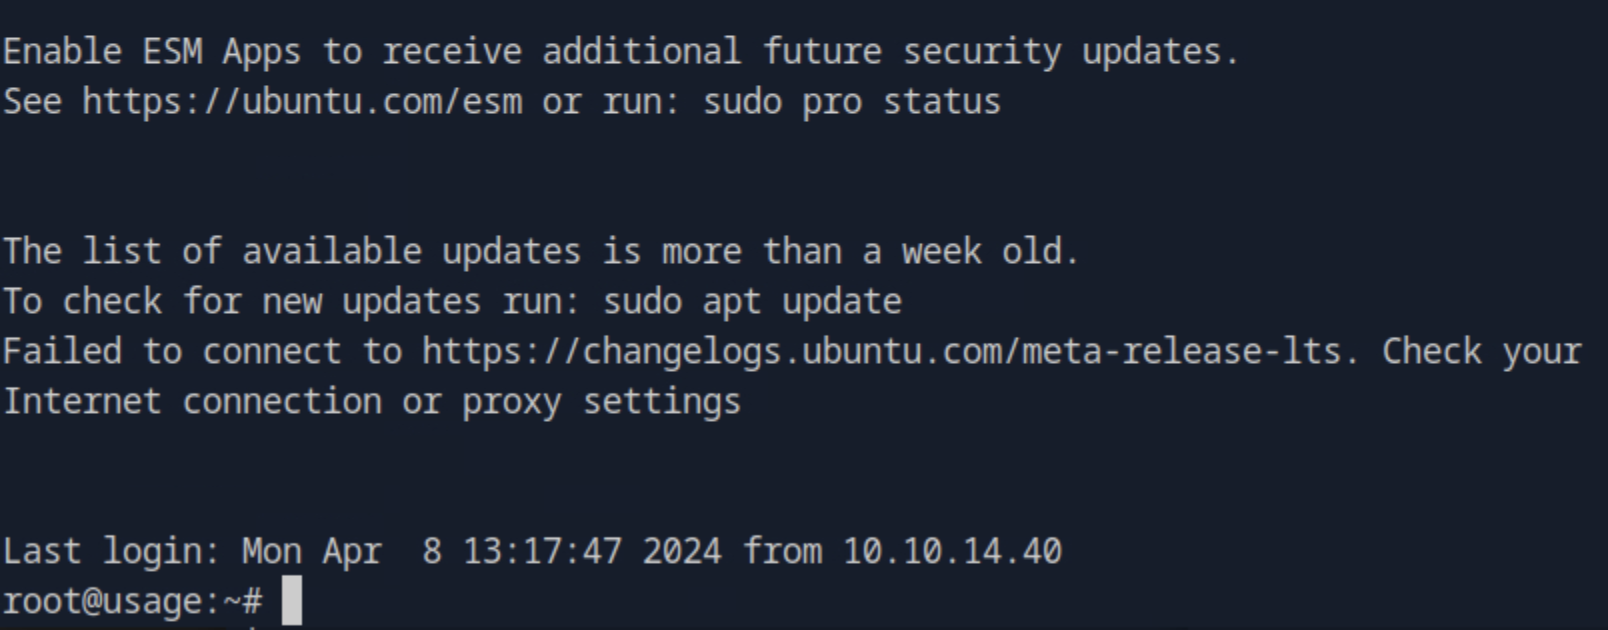 Enable ESM Apps to receive additional future security updates.
See https://ubuntu.com/esm or run: sudo pro status
The list of available updates is more than a week old.
To check for new updates run: sudo apt update
Failed to connect to https://changelogs.ubuntu.com/meta-release-lts. Check your
Internet connection or proxy settings
Last login: Mon Apr  8 13:17:47 2024 from 10.10.14.40
root@usage:~#